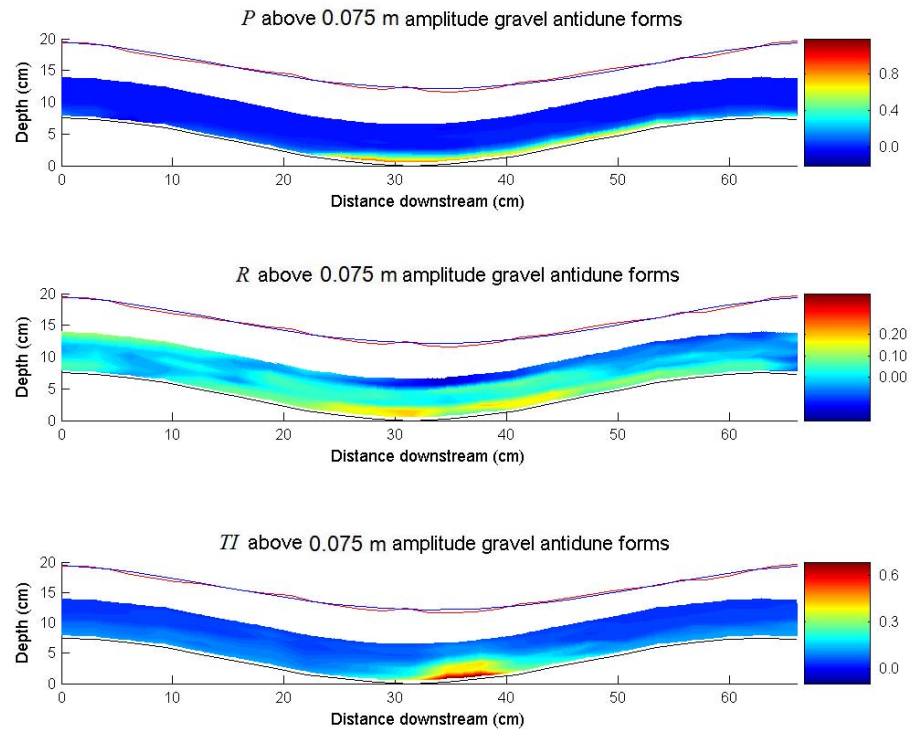 P above 0.075 m amplitude gravel antidune forms
20
15
10
5
0
Depth (cm)
0 10 20 30 40 50 60
Distance downstream (cm)
0.8
0.4
0.0
R above 0.075 m amplitude gravel antidune forms
20
15
10
5
0
Depth (cm)
0 10 20 30 40 50 60
Distance downstream (cm)
0.20
0.00
TI above 0.075 m amplitude gravel antidune forms
20
15
10
5
0
Depth (cm)
0 10 20 30 40 50 60
Distance downstream (cm)
0.6
0.3
0.0